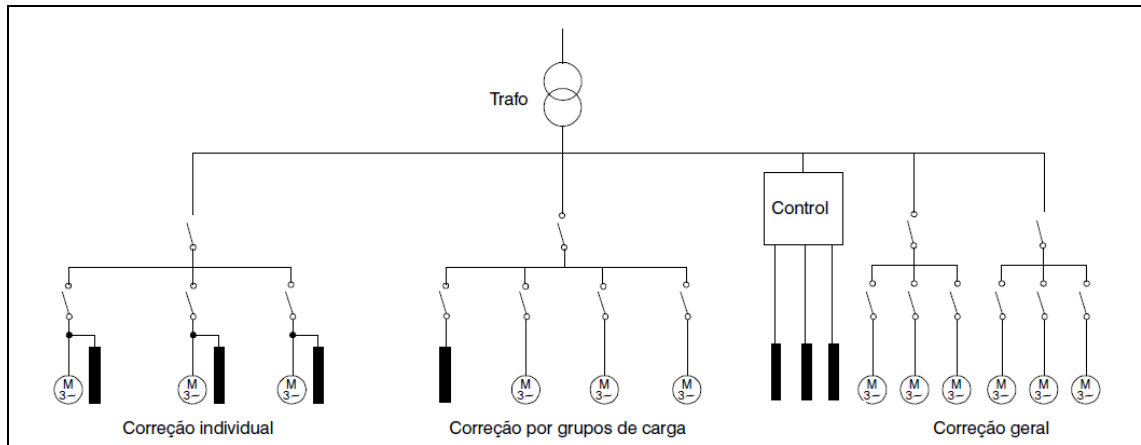 Trafo
Control
M
3~
M
3~
M
3~
M
3~
M
3~
M
3~
M
3~
M
3~
M
3~
M
3~
M
3~
M
3~
Correção individual
Correção por grupos de carga
Correção geral